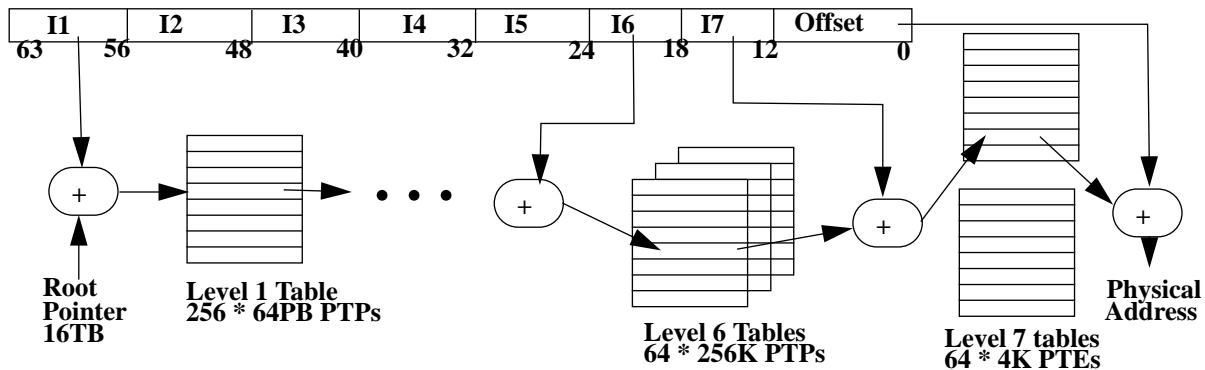 I1 I2 I3 I4 I5 I6 I7 Offset
63 56 48 40 32 24 18 12 0
+ + + +
Root
Pointer
16TB
Level 1 Table
256 * 64PB PTPs
Level 6 Tables
64 * 256K PTPs
Level 7 tables
64 * 4K PTEs
Physical
Address